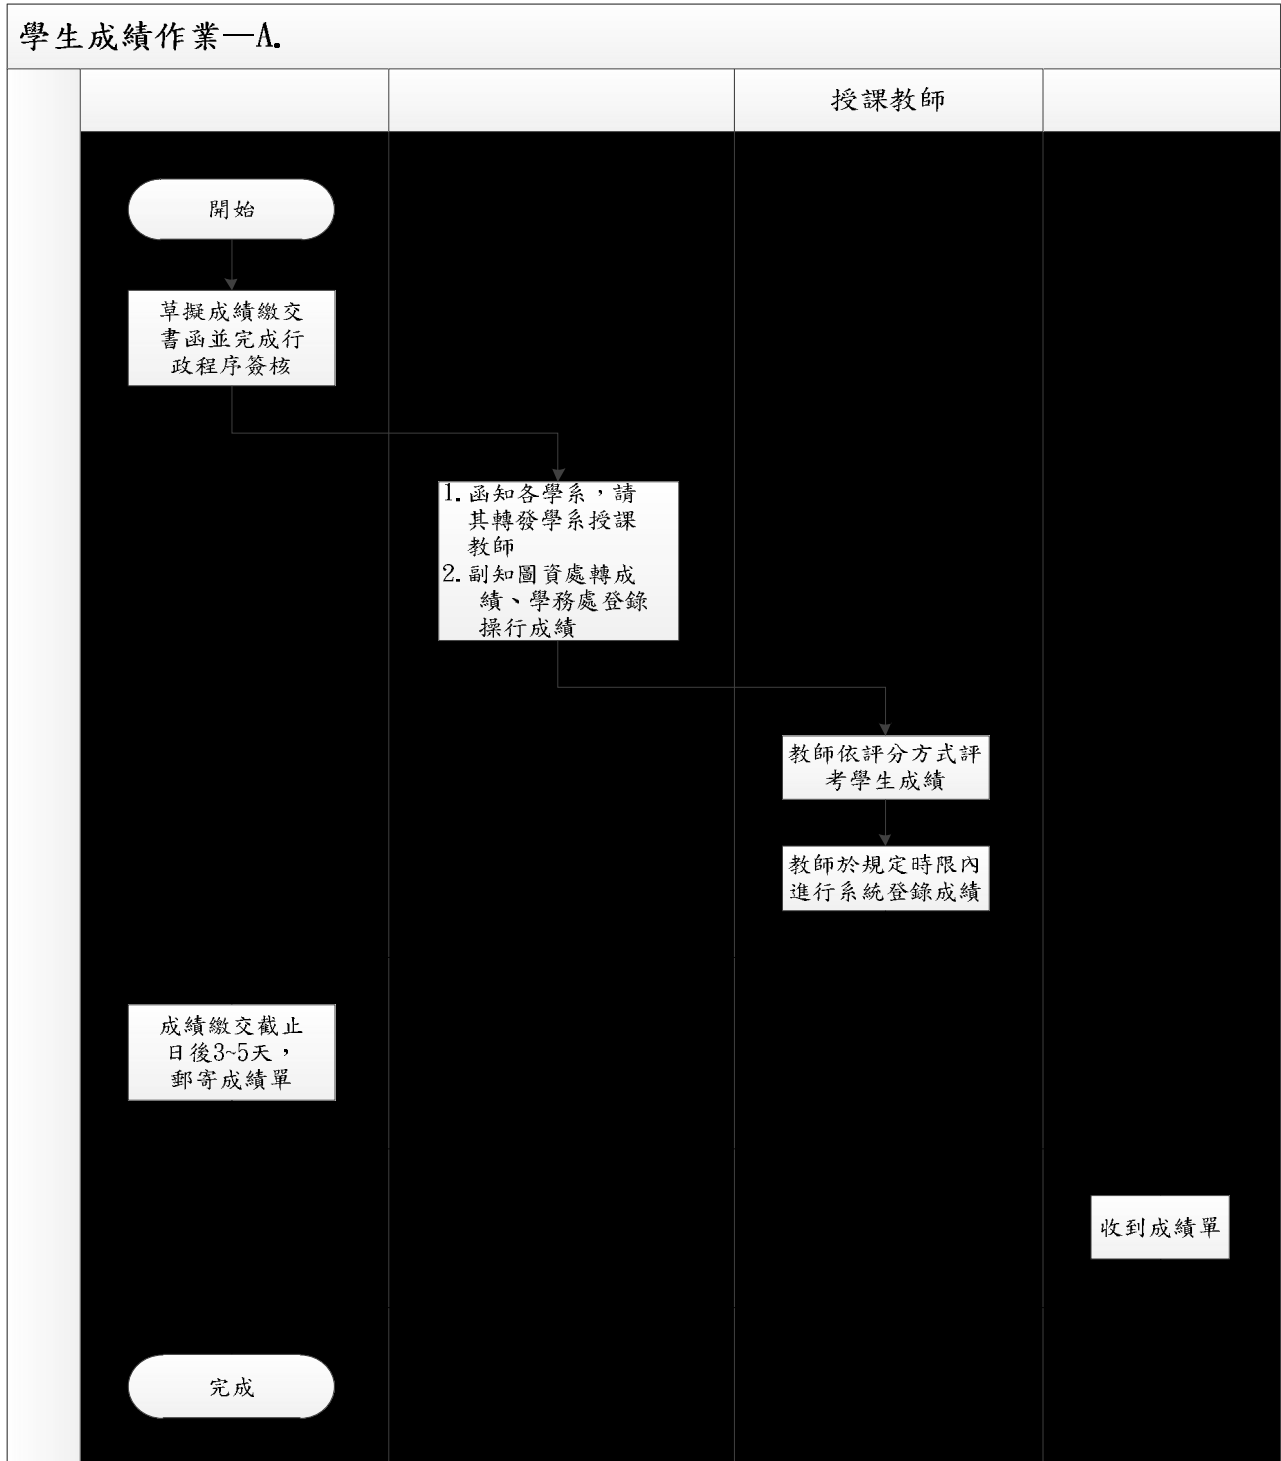 學生成績作業—A.
授課教師
開始
草擬成績繳交
書函並完成行
政程序簽核
1. 函知各學系，請
其轉發學系授課
教師
2. 副知圖資處轉成
績、學務處登錄
操行成績
教師依評分方式評
考學生成績
教師於規定時限內
進行系統登錄成績
成績繳交截止
日後3~5天，
郵寄成績單
收到成績單
完成